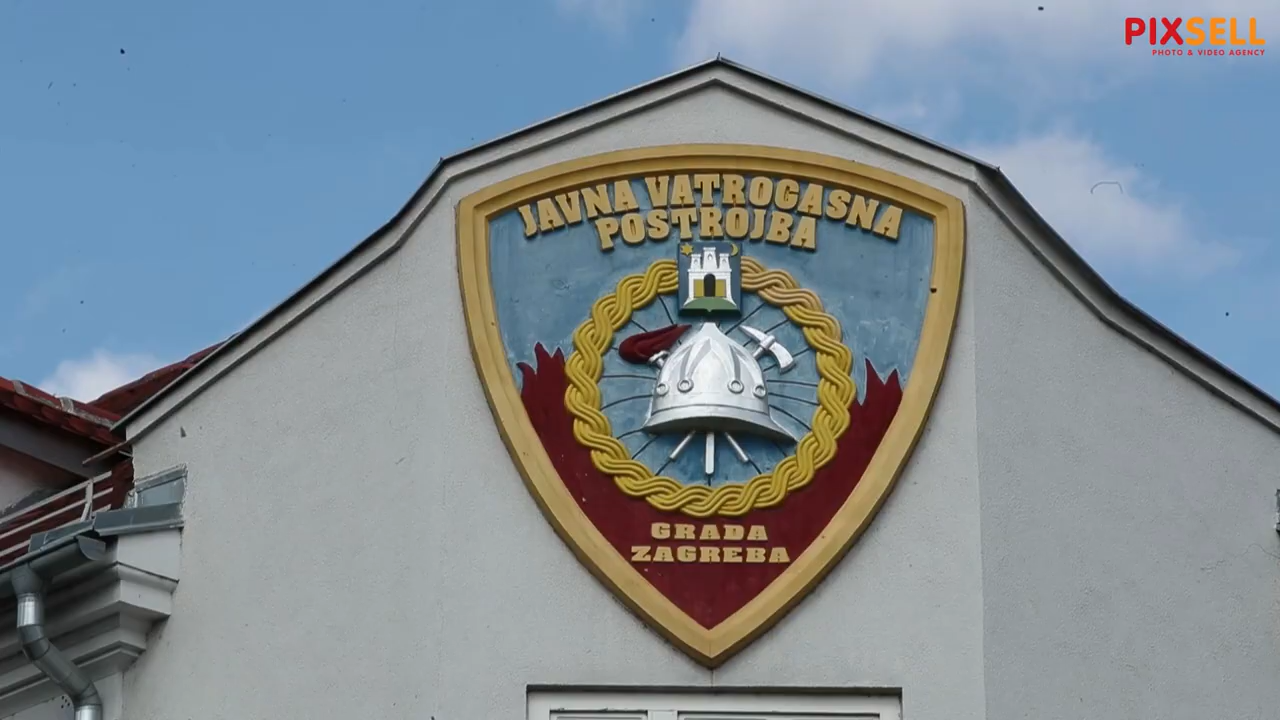 PIXSELL
PHOTO & VIDEO AGENCY
JAVNA VATROGASNA
POSTROJBA
GRADA
ZAGREBA